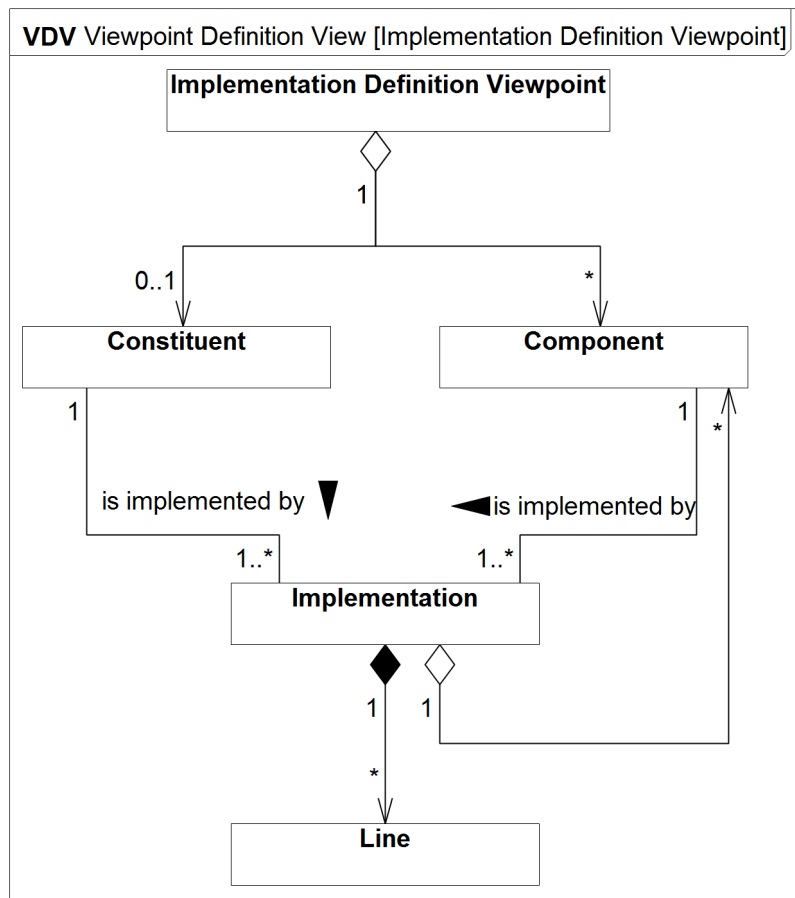 VDV Viewpoint Definition View [Implementation Definition Viewpoint]
Implementation Definition Viewpoint
1
0..1
*
Constituent
Component
1
1
*
is implemented by
is implemented by
1..*
1..*
Implementation
1
1
*
Line